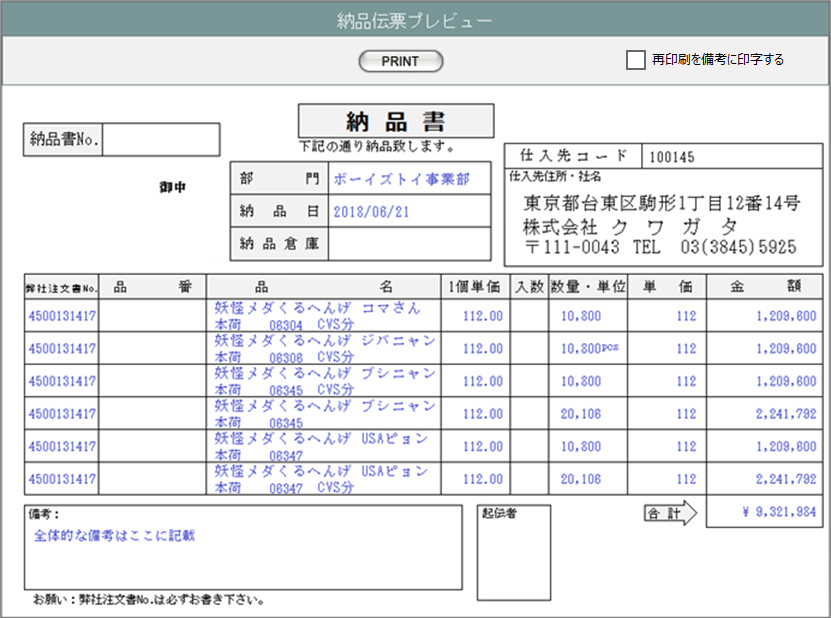 納品伝票プレビュー
PRINT
再印刷を備考に印字する
納品書
納品書No.
下記の通り納品致します。
御中
部門 ボーイズトイ事業部
納品日 2018/06/21
納品倉庫
仕入先コード 100145
仕入先住所・社名
東京都台東区駒形1丁目12番14号
株式会社 クワガタ
〒111-0043 TEL 03(3845)5925
弊社注文書No. 品番 品名 1個単価 入数 数量・単位 単価 金額
4500131417 妖怪メダくるへんげ コマさん 112.00 10,800 112 1,209,600
本荷 06304 CVS分
4500131417 妖怪メダくるへんげ ジバニャン 112.00 10,800PCS 112 1,209,600
本荷 06306 CVS分
4500131417 妖怪メダくるへんげ ブシニャン 112.00 10,800 112 1,209,600
本荷 06345 CVS分
4500131417 妖怪メダくるへんげ ブシニャン 112.00 20,106 112 2,241,792
本荷 06345
4500131417 妖怪メダくるへんげ USAピョン 112.00 10,800 112 1,209,600
本荷 06347
4500131417 妖怪メダくるへんげ USAピョン 112.00 20,106 112 2,241,792
本荷 06347 CVS分
合計 ¥ 9,321,984
備考:
全体的な備考はここに記載
起伝者
お願い:弊社注文書No.は必ずお書き下さい。